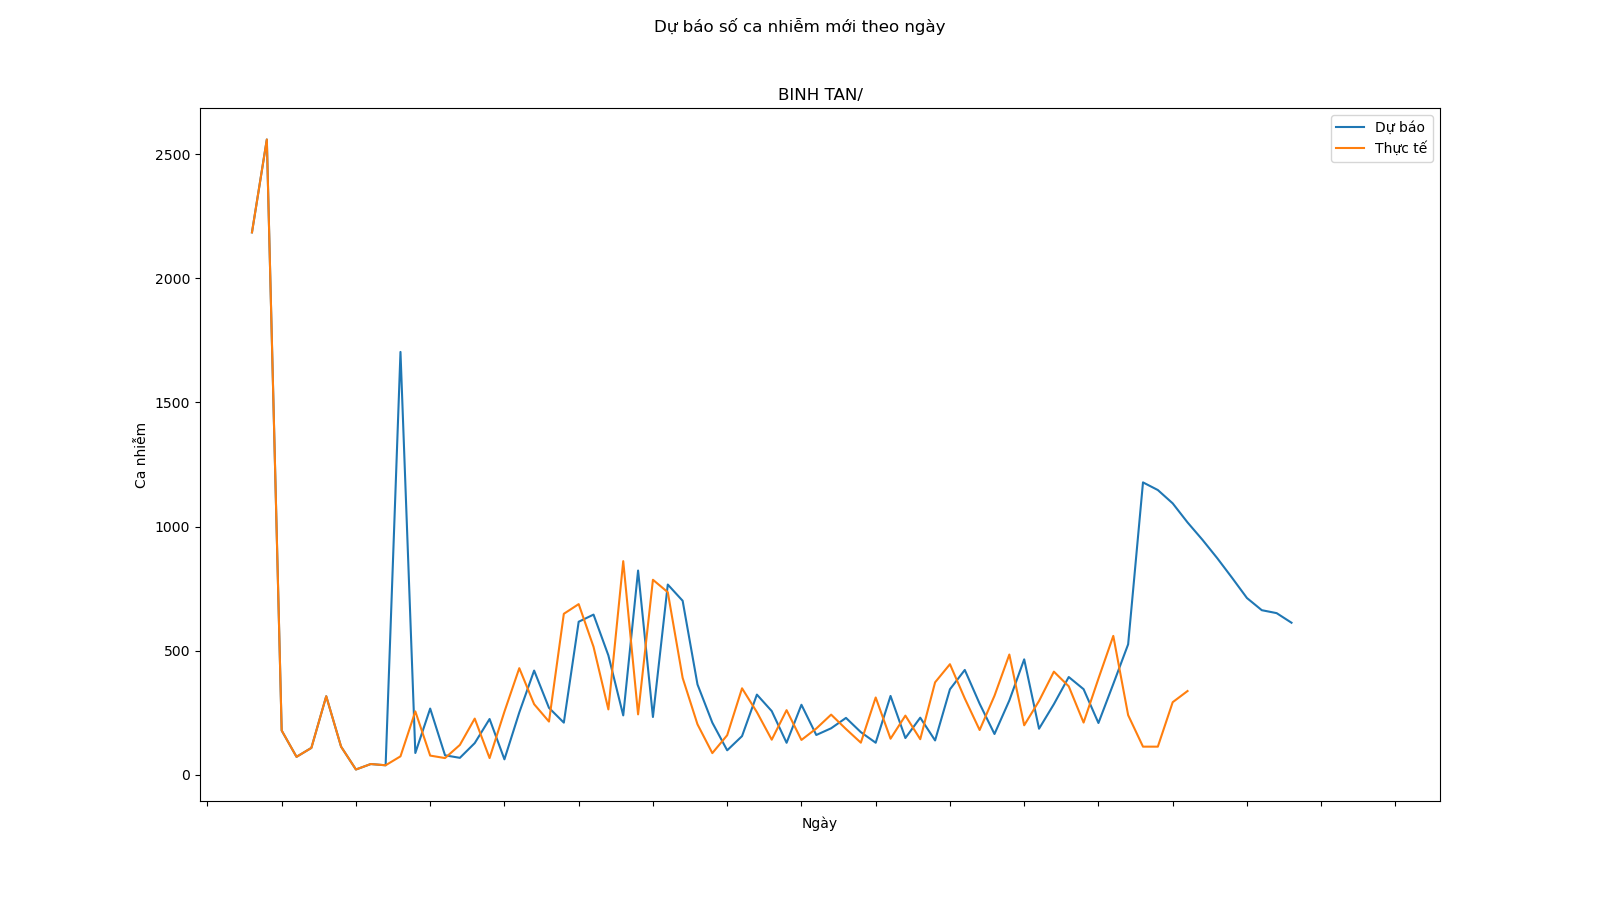 Dự báo số ca nhiễm mới theo ngày
BINH TAN/
Dự báo
Thực tế
2500
2000
1500
1000
500
0
Ca nhiễm
Ngày